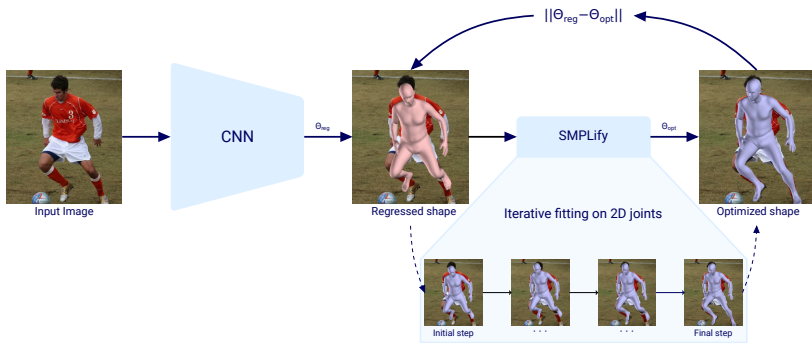 ||Θreg−Θopt||
3
CNN
Θreg
SMPLify
Θopt
Input Image
Regressed shape
Iterative fitting on 2D joints
Optimized shape
Initial step
. . .
. . .
Final step